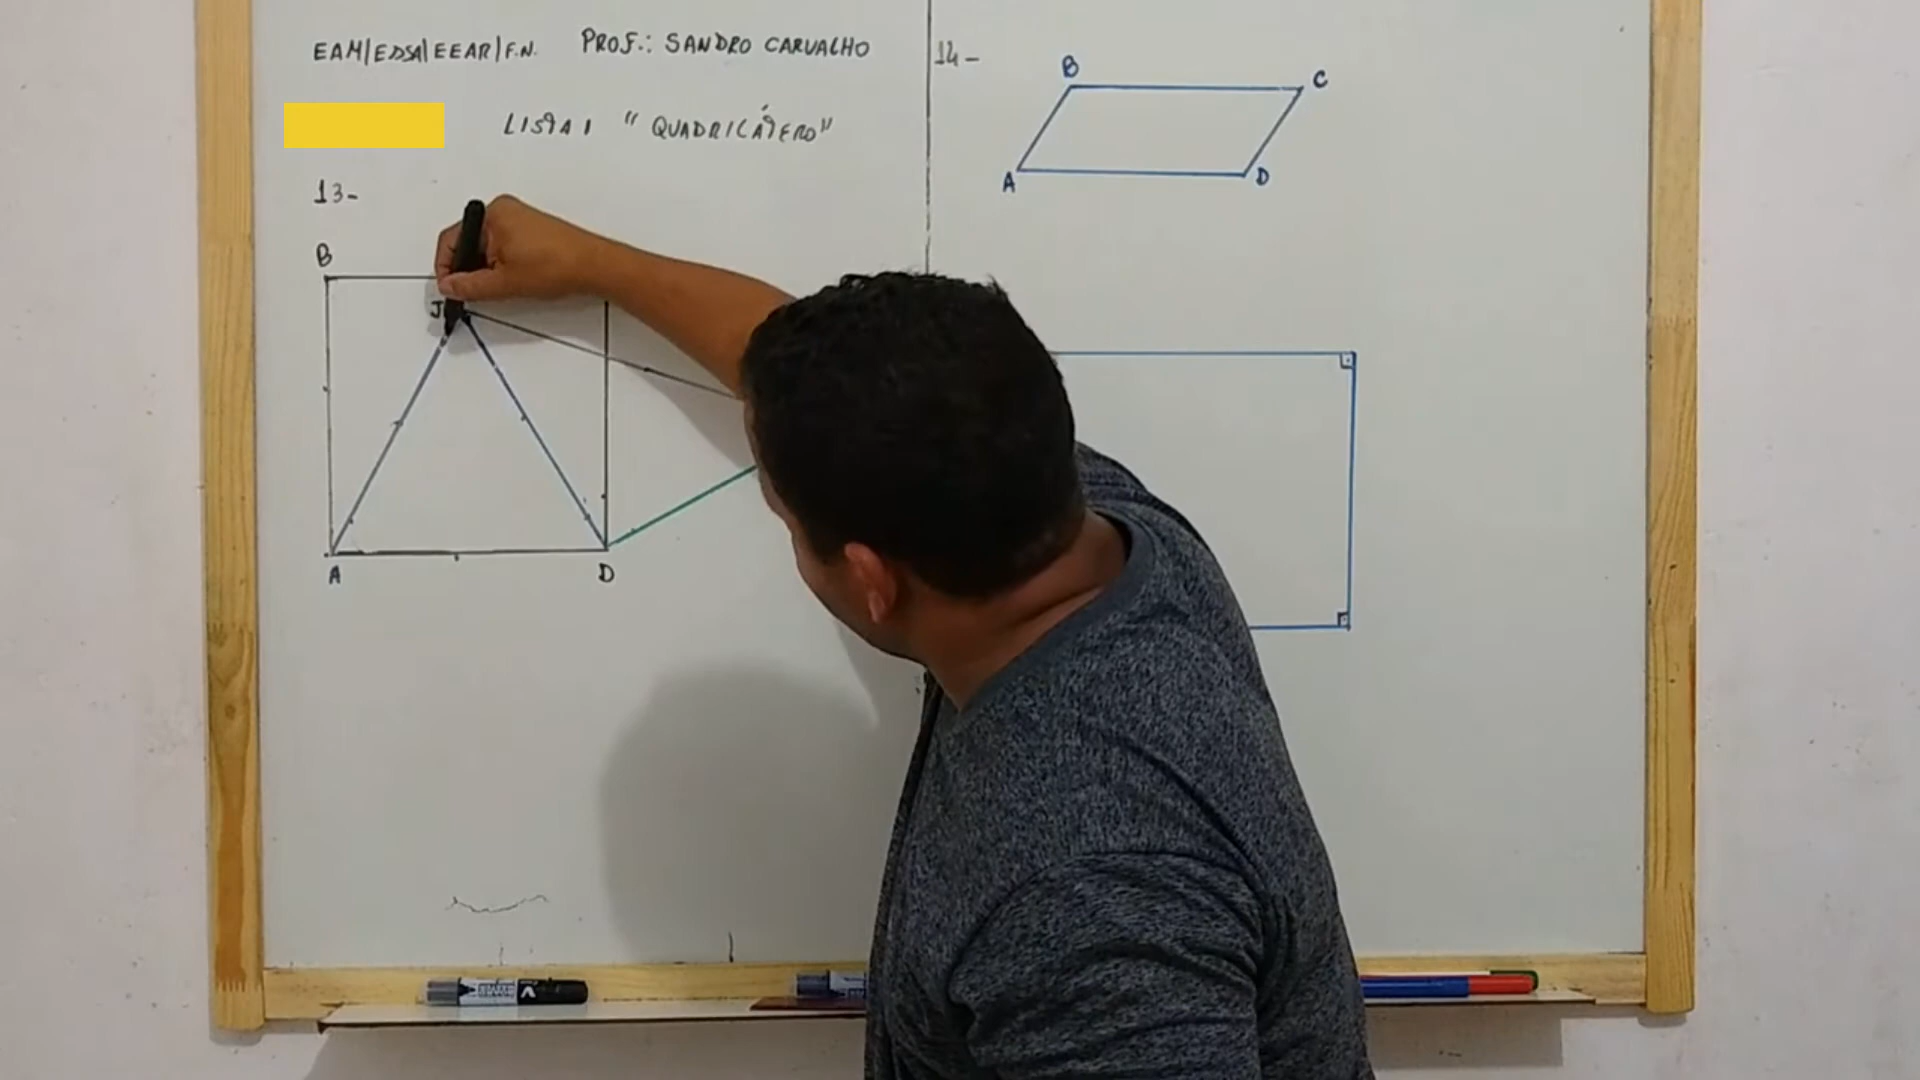 EAM/EDSA/EEAR/F.N. PROF.: SANDRO CARVALHO
LISTA 1 "QUADRILÁTERO"
13-
B
J
A
D
14-
B
C
A
D